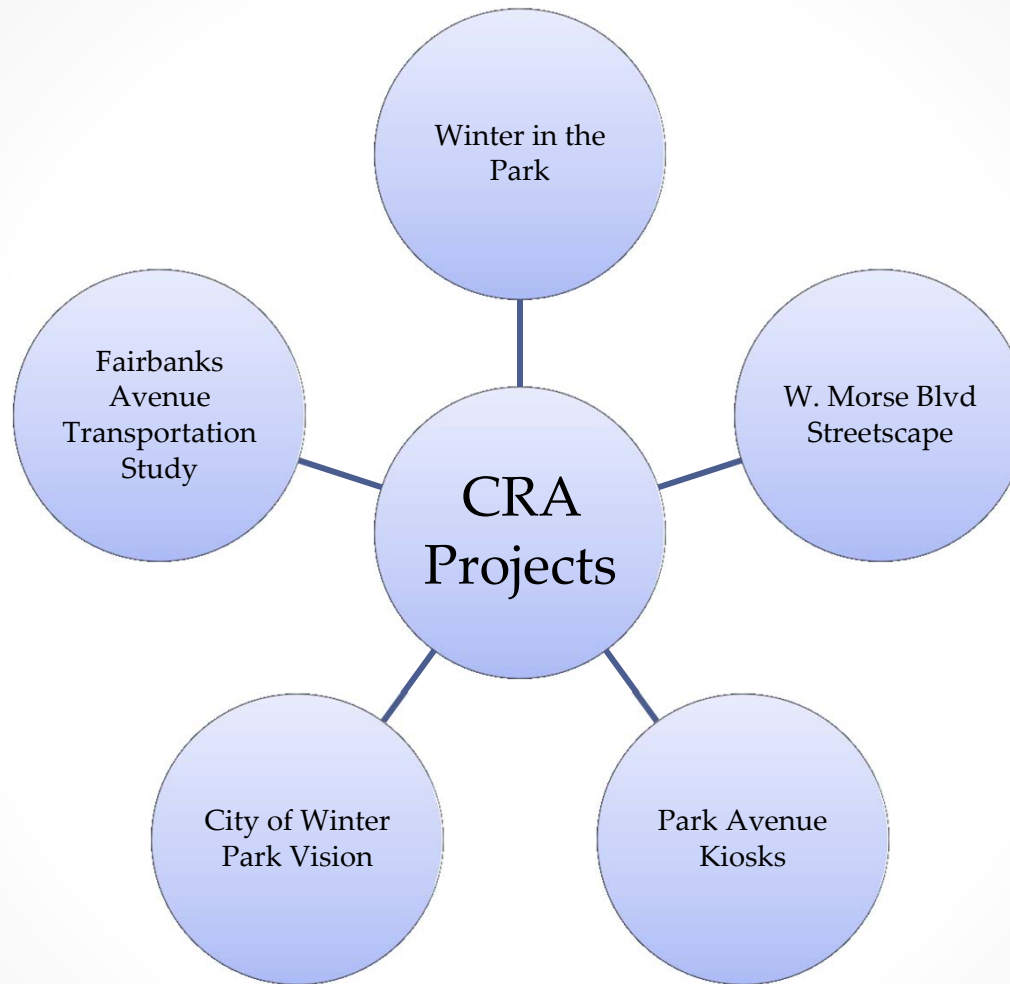 Winter in the
Park
Fairbanks
Avenue
Transportation
Study
W. Morse Blvd
Streetscape
CRA
Projects
City of Winter
Park Vision
Park Avenue
Kiosks